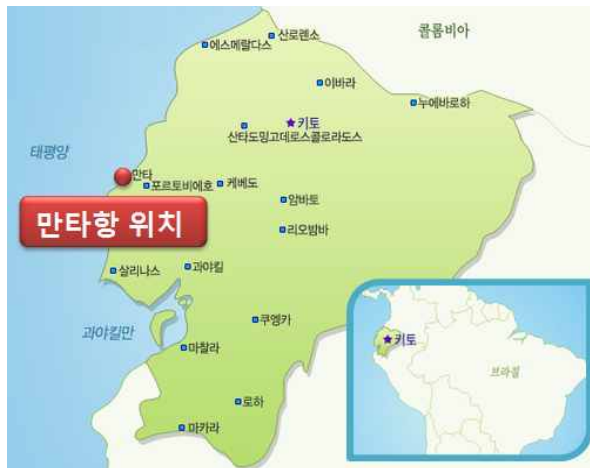 콜롬비아
산로렌소
에스메랄다스
이바라
누에바로하
키토
산타도밍고데로스콜로라도스
태평양
만타
포르토비에호
케베도
암바토
만타항 위치
리오밤바
살리나스
과야킬
쿠엥카
과야킬만
마찰라
키토
브라질
로하
마카라